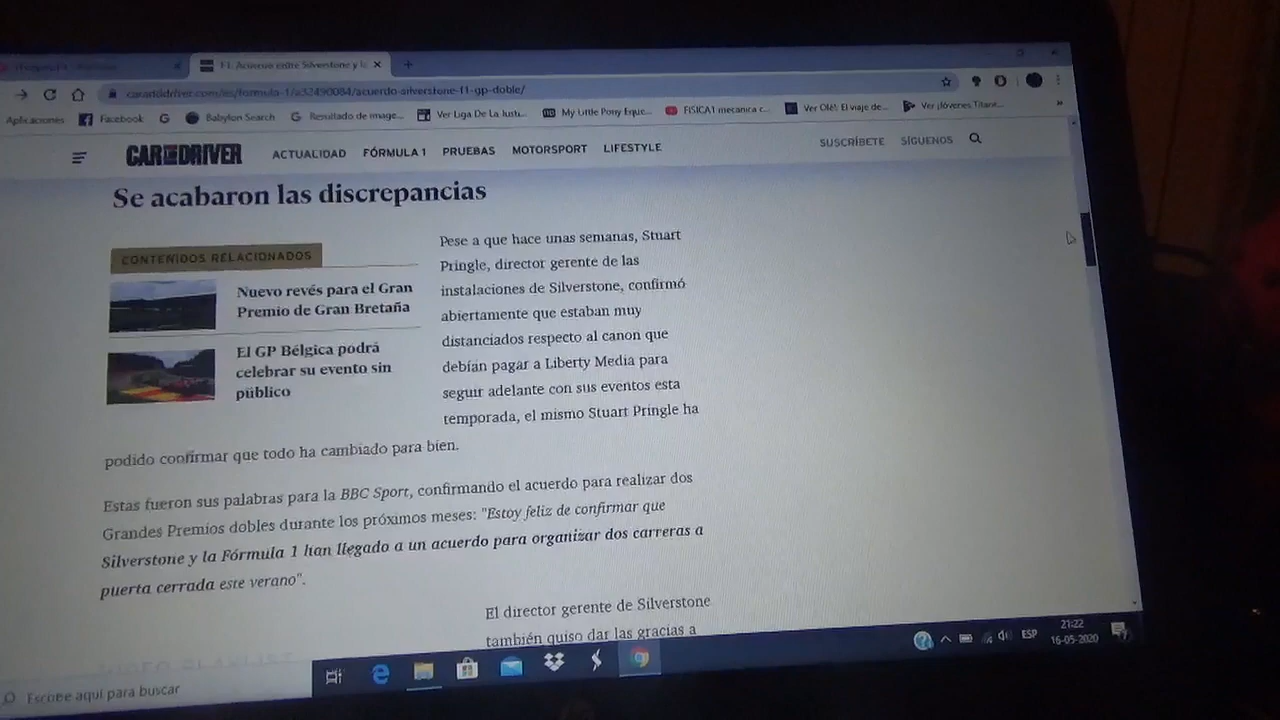 F1: Acuerdo entre Silverstone y la
caranddriver.com/es/formula-1/a32490084/acuerdo-silverstone-f1-gp-doble/
Aplicaciones Facebook Babylon Search Resultado de image... Ver Liga De La Justi... My Little Pony Eque... FISICA1 mecanica c... Ver Olé!: El viaje de... Ver ¡Jóvenes Titane... »
CAR AND DRIVER ACTUALIDAD FÓRMULA 1 PRUEBAS MOTORSPORT LIFESTYLE SUSCRÍBETE SÍGUENOS
Se acabaron las discrepancias
CONTENIDOS RELACIONADOS
Nuevo revés para el Gran
Premio de Gran Bretaña
El GP Bélgica podrá
celebrar su evento sin
público
Pese a que hace unas semanas, Stuart
Pringle, director gerente de las
instalaciones de Silverstone, confirmó
abiertamente que estaban muy
distanciados respecto al canon que
debían pagar a Liberty Media para
seguir adelante con sus eventos esta
temporada, el mismo Stuart Pringle ha
podido confirmar que todo ha cambiado para bien.
Estas fueron sus palabras para la BBC Sport, confirmando el acuerdo para realizar dos
Grandes Premios dobles durante los próximos meses: "Estoy feliz de confirmar que
Silverstone y la Fórmula 1 han llegado a un acuerdo para organizar dos carreras a
puerta cerrada este verano".
El director gerente de Silverstone
también quiso dar las gracias a
Escribe aquí para buscar
ESP
21:22
16-05-2020